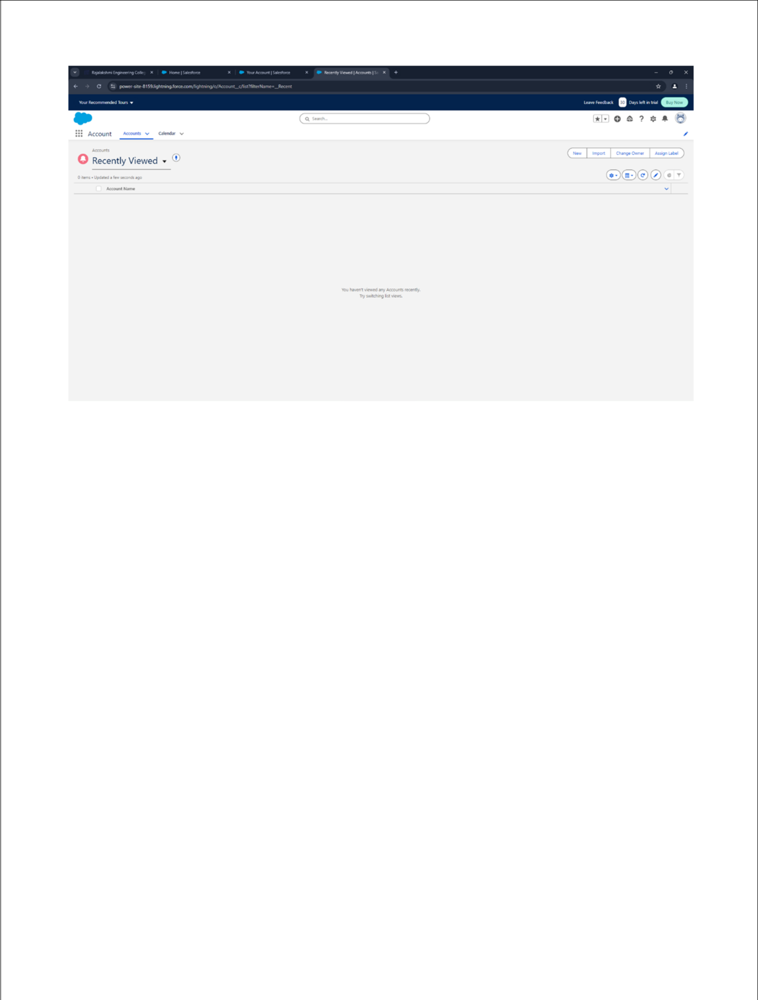 Rajalakshmi Engineering Colleg
Home | Salesforce
Your Account | Salesforce
Recently Viewed | Accounts | Sa
power-site-8159.lightning.force.com/lightning/o/Account__c/list?filterName=__Recent
Your Recommended Tours
Leave Feedback 30 Days left in trial Buy Now
Search...
Account Accounts Calendar
Accounts
Recently Viewed
New Import Change Owner Assign Label
0 items • Updated a few seconds ago
Account Name
You haven't viewed any Accounts recently.
Try switching list views.